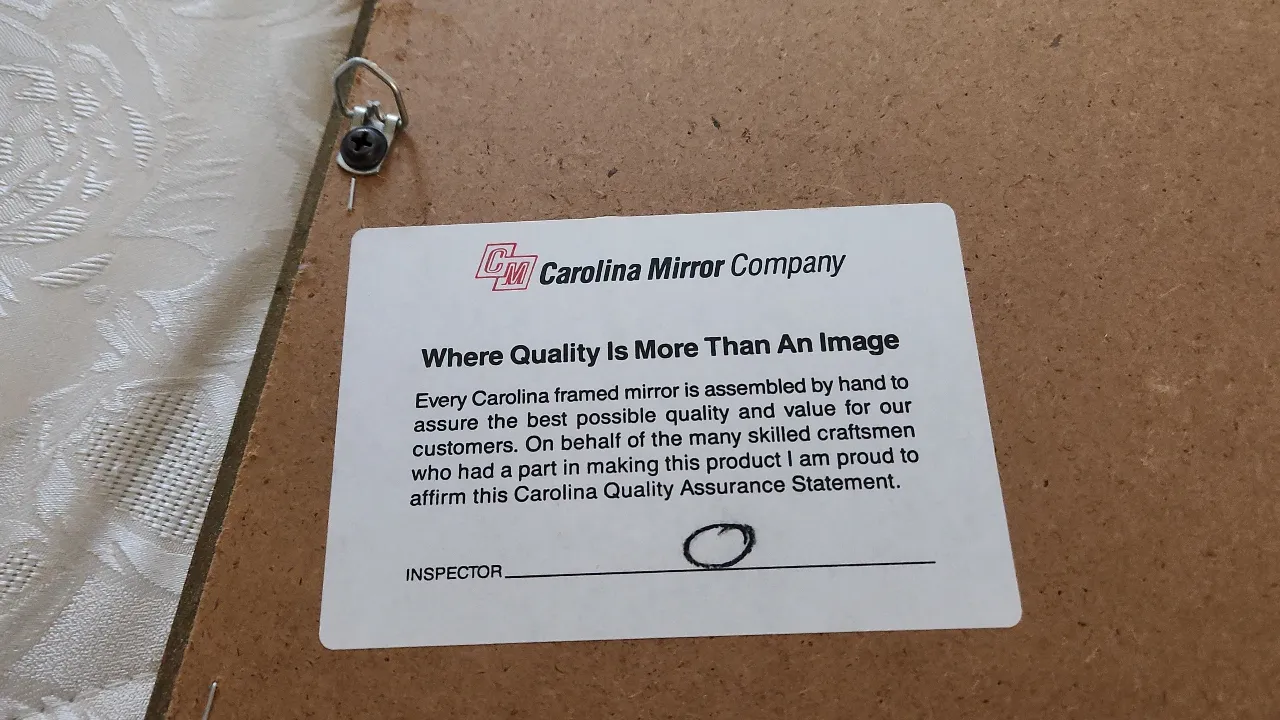 CM Carolina Mirror Company
Where Quality Is More Than An Image
Every Carolina framed mirror is assembled by hand to
assure the best possible quality and value for our
customers. On behalf of the many skilled craftsmen
who had a part in making this product I am proud to
affirm this Carolina Quality Assurance Statement.
INSPECTOR